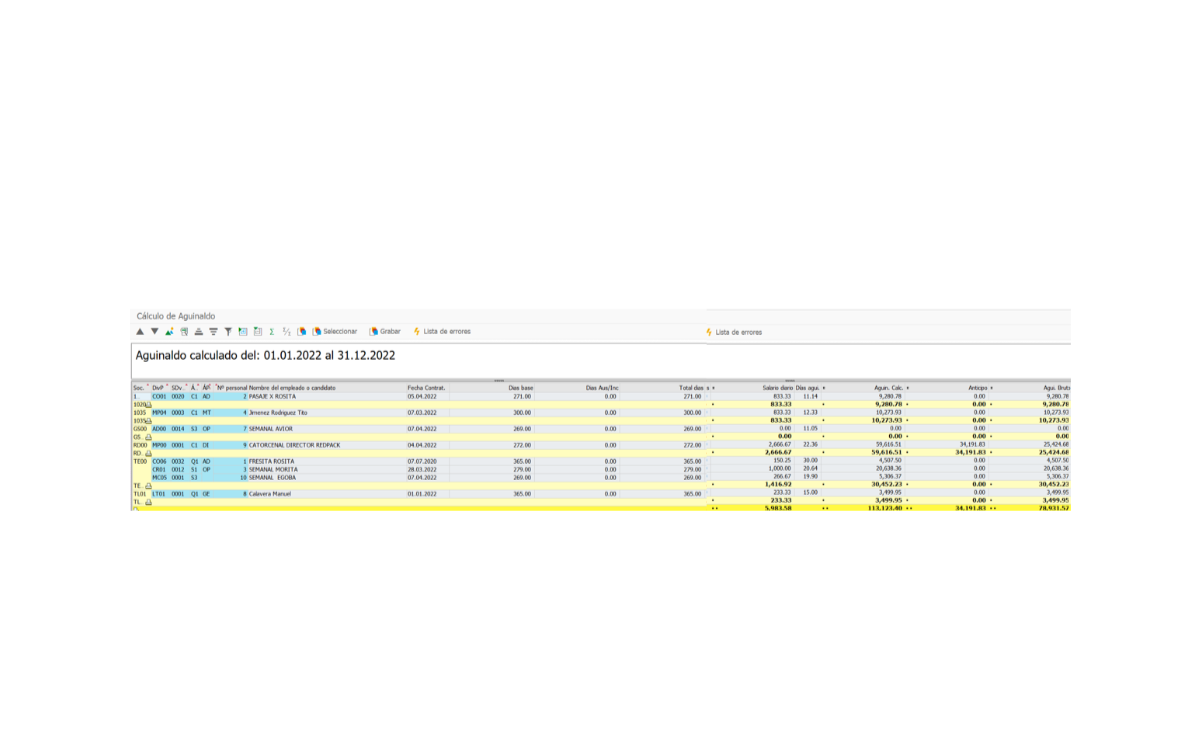 Cálculo de Aguinaldo
Seleccionar Grabar Lista de errores Lista de errores
Aguinaldo calculado del: 01.01.2022 al 31.12.2022
Soc. DivP SDv. Á. ÁPl Nº personal Nombre del empleado o candidato Fecha Contrat. Dias base Dias Aus/Inc Total dias Salario diario Dias agui. Aguin. Calc. Anticipo Agui. Bruto
1 CO01 0020 C1 AD 2 PASAJE X ROSITA 05.04.2022 271.00 0.00 271.00 833.33 11.14 9,280.78 0.00 9,280.78
1020 833.33 9,280.78 0.00 9,280.78
1035 MP04 0003 C1 MT 4 Jimenez Rodriguez Tito 07.03.2022 300.00 0.00 300.00 833.33 12.33 10,273.93 0.00 10,273.93
1035 833.33 10,273.93 0.00 10,273.93
GS00 AD00 0014 S3 OP 7 SEMANAL AVIOR 07.04.2022 269.00 0.00 269.00 0.00 11.05 0.00 0.00 0.00
GS.. 0.00 0.00 0.00 0.00
RD00 MP00 0001 C1 DI 9 CATORCENAL DIRECTOR REDPACK 04.04.2022 272.00 0.00 272.00 2,666.67 22.36 59,616.51 34,191.83 25,424.68
RD.. 2,666.67 59,616.51 34,191.83 25,424.68
TE00 CO06 0032 Q1 AD 1 FRESITA ROSITA 07.07.2020 365.00 0.00 365.00 150.25 30.00 4,507.50 0.00 4,507.50
CR01 0012 S1 OP 3 SEMANAL MORITA 28.03.2022 279.00 0.00 279.00 1,000.00 20.64 20,638.36 0.00 20,638.36
MC05 0001 S3 10 SEMANAL EGOBA 07.04.2022 269.00 0.00 269.00 266.67 19.90 5,306.37 0.00 5,306.37
TE.. 1,416.92 30,452.23 0.00 30,452.23
TL01 LT01 0001 Q1 GE 8 Calavera Manuel 01.01.2022 365.00 0.00 365.00 233.33 15.00 3,499.95 0.00 3,499.95
TL.. 233.33 3,499.95 0.00 3,499.95
5,983.58 113,123.40 34,191.83 78,931.57